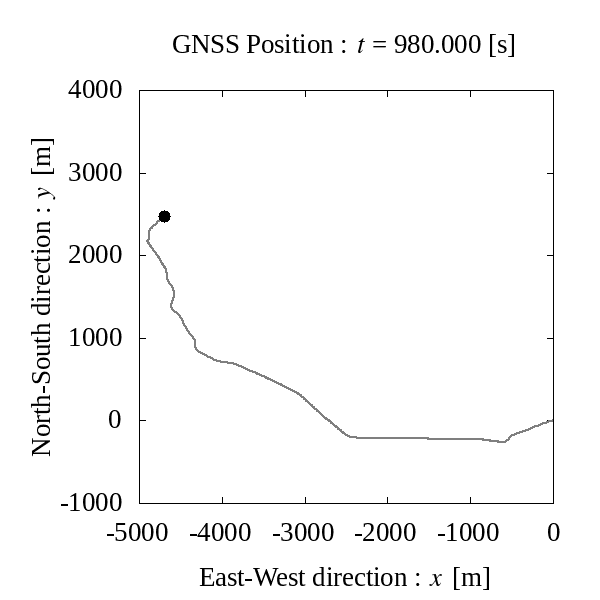 GNSS Position : t = 980.000 [s]
4000
3000
2000
1000
0
-1000
-5000 -4000 -3000 -2000 -1000 0
North-South direction : y [m]
East-West direction : x [m]